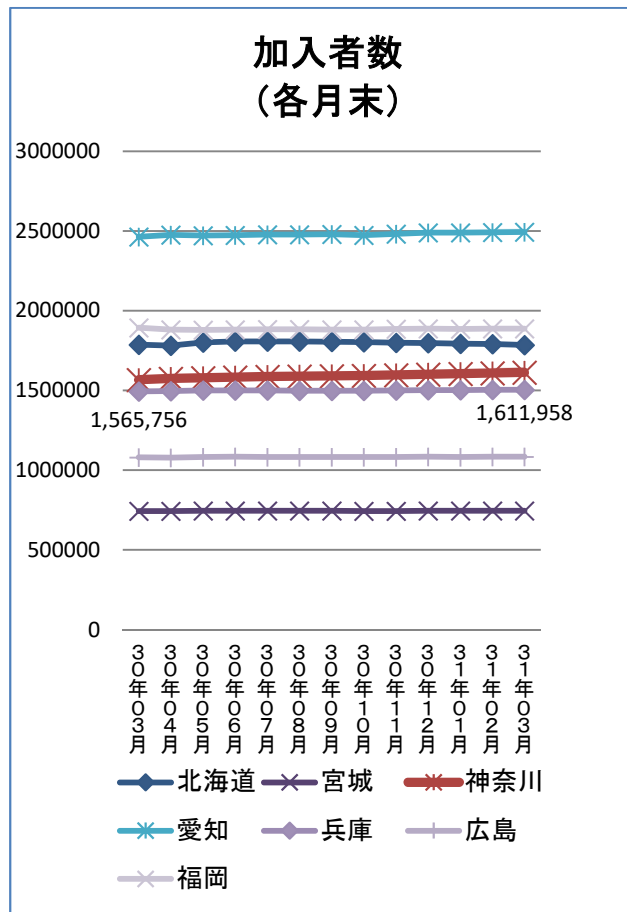 加入者数
（各月末）
3000000
2500000
2000000
1500000
1,565,756
1,611,958
1000000
500000
0
３０年０３月
３０年０４月
３０年０５月
３０年０６月
３０年０７月
３０年０８月
３０年０９月
３０年１０月
３０年１１月
３０年１２月
３１年０１月
３１年０２月
３１年０３月
北海道 宮城 神奈川
愛知 兵庫 広島
福岡